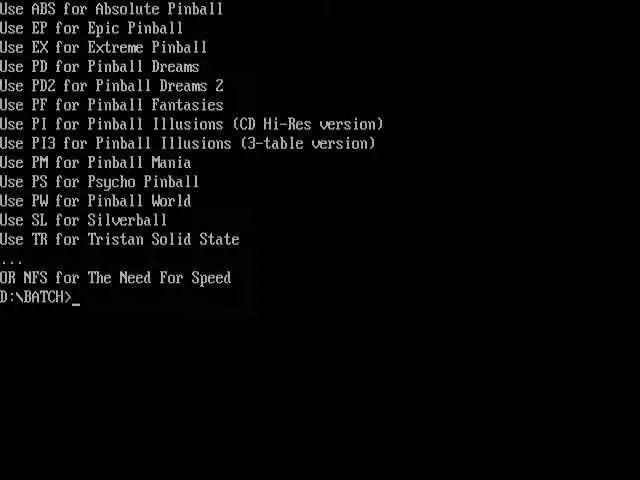 Use ABS for Absolute Pinball
Use EP for Epic Pinball
Use EX for Extreme Pinball
Use PD for Pinball Dreams
Use PD2 for Pinball Dreams 2
Use PF for Pinball Fantasies
Use PI for Pinball Illusions (CD Hi-Res version)
Use PI3 for Pinball Illusions (3-table version)
Use PM for Pinball Mania
Use PS for Psycho Pinball
Use PW for Pinball World
Use SL for Silverball
Use TR for Tristan Solid State
...
OR NFS for The Need For Speed
D:\BATCH>_